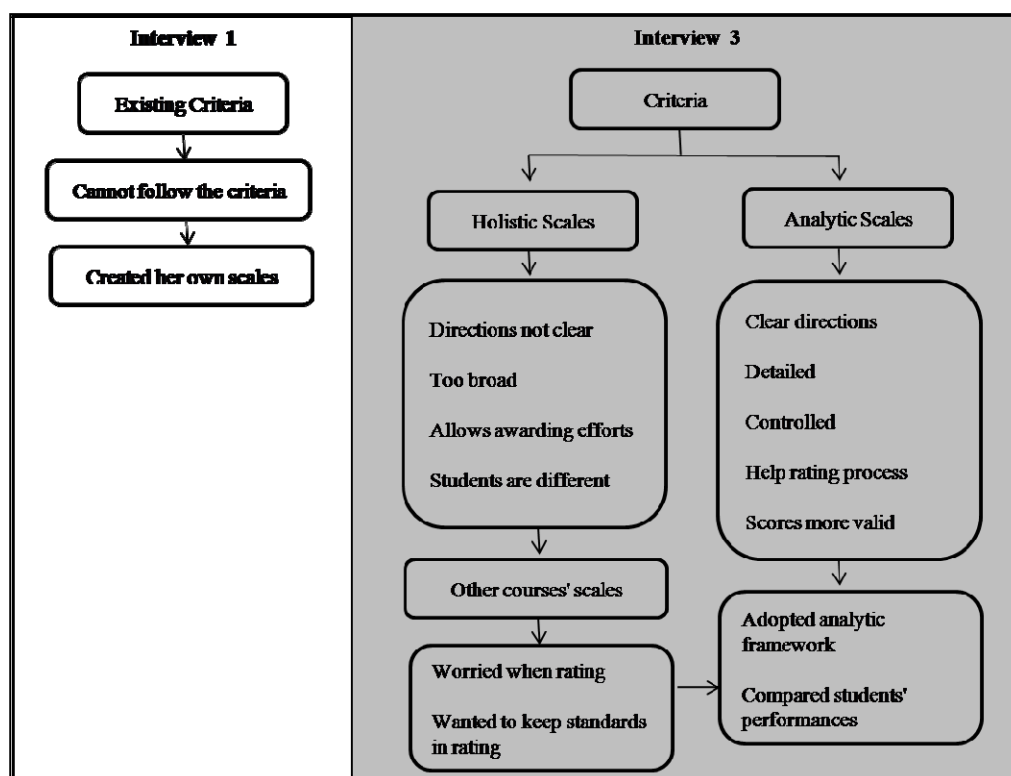 Interview 1
Existing Criteria
Cannot follow the criteria
Created her own scales
Interview 3
Criteria
Holistic Scales
Analytic Scales
Directions not clear
Too broad
Allows awarding efforts
Students are different
Clear directions
Detailed
Controlled
Help rating process
Scores more valid
Other courses' scales
Worried when rating
Wanted to keep standards
in rating
Adopted analytic
framework
Compared students'
performances